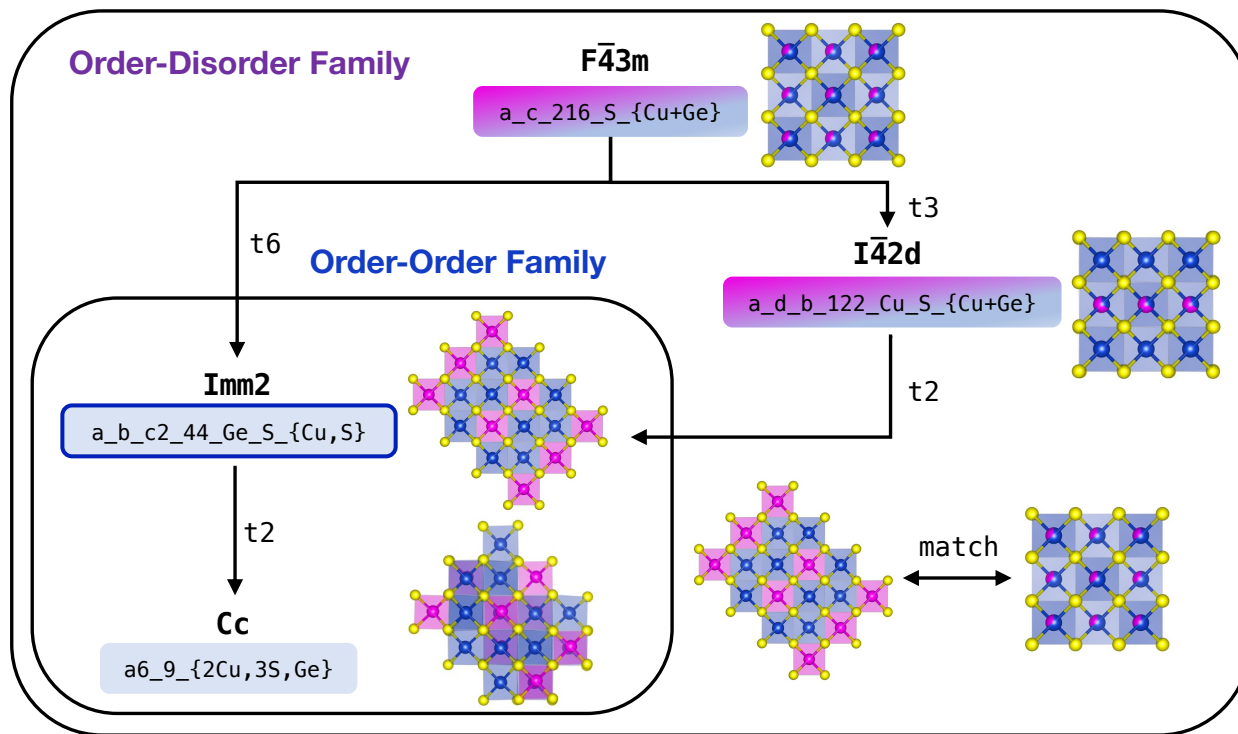 Order-Disorder Family
F4̅3m
a_c_216_S_{Cu+Ge}
t6
t3
Order-Order Family
I4̅2d
a_d_b_122_Cu_S_{Cu+Ge}
Imm2
a_b_c2_44_Ge_S_{Cu,S}
t2
t2
match
Cc
a6_9_{2Cu,3S,Ge}